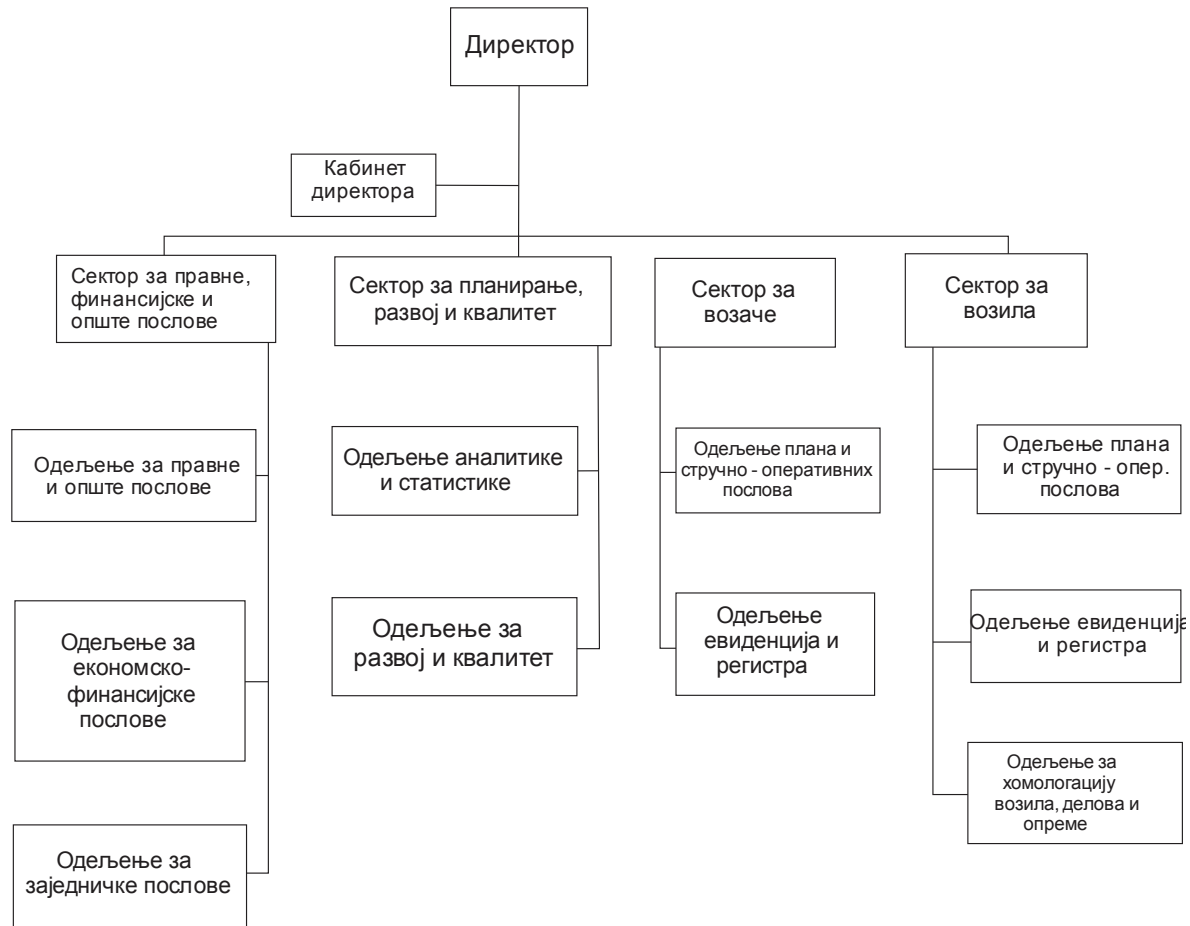 Директор
Кабинет
директора
Сектор за правне,
финансијске и
опште послове
Сектор за планирање,
развој и квалитет
Сектор за
возаче
Сектор за
возила
Одељење за правне
и опште послове
Одељење аналитике
и статистике
Одељење плана и
стручно - оперативних
послова
Одељење плана
и стручно - опер.
послова
Одељење за
економско-
финансијске
послове
Одељење за
развој и квалитет
Одељење
евиденција и
регистра
Одељење евиденција
и регистра
Одељење за
хомологацију
возила, делова и
опреме
Одељење за
заједничке послове